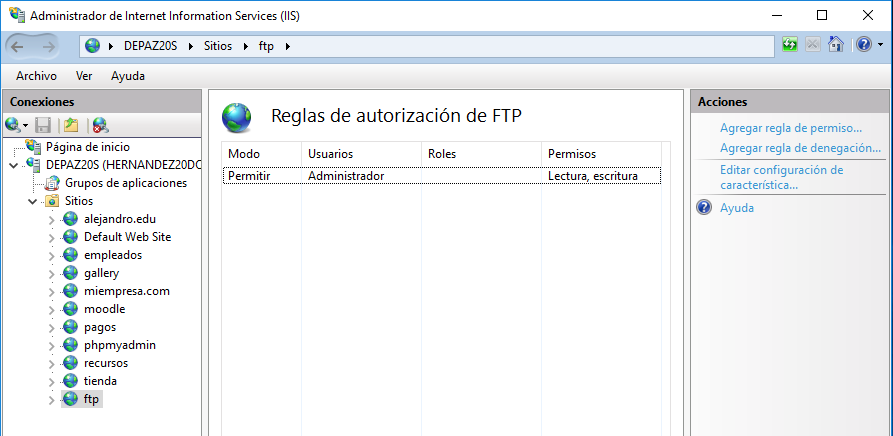 Administrador de Internet Information Services (IIS)
DEPAZ20S Sitios ftp
Archivo Ver Ayuda
Conexiones
Página de inicio
DEPAZ20S (HERNANDEZ20DC
Grupos de aplicaciones
Sitios
alejandro.edu
Default Web Site
empleados
gallery
miempresa.com
moodle
pagos
phpmyadmin
recursos
tienda
ftp
Reglas de autorización de FTP
Modo Usuarios Roles Permisos
Permitir Administrador Lectura, escritura
Acciones
Agregar regla de permiso...
Agregar regla de denegación...
Editar configuración de
característica...
Ayuda